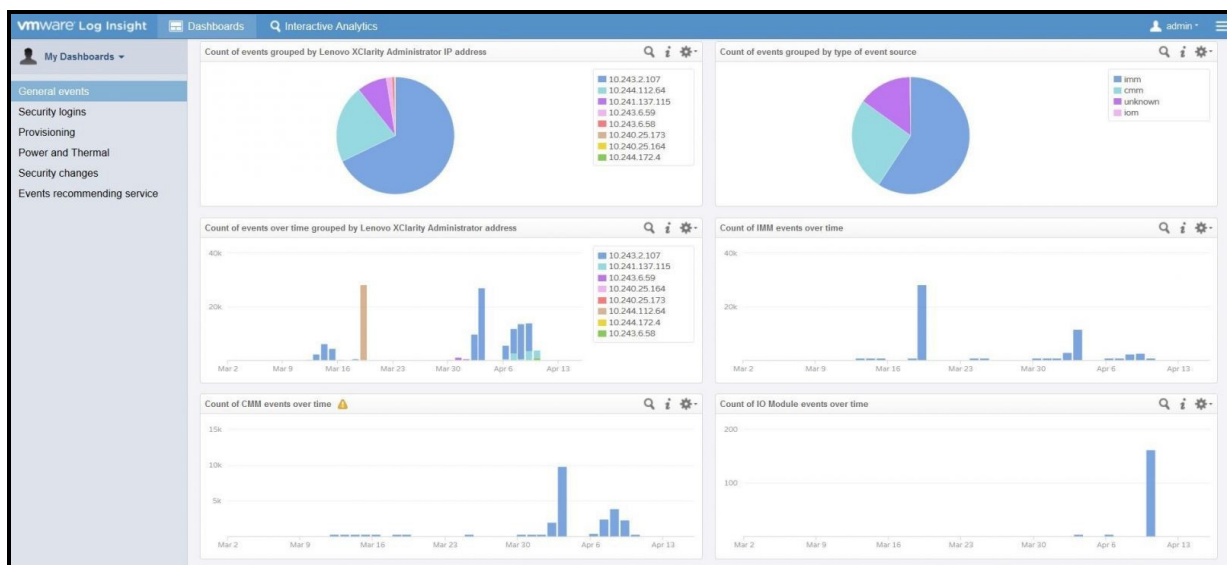 vmware Log Insight Dashboards Interactive Analytics admin
My Dashboards
General events
Security logins
Provisioning
Power and Thermal
Security changes
Events recommending service
Count of events grouped by Lenovo XClarity Administrator IP address
10.243.2.107
10.244.112.64
10.241.137.115
10.243.6.59
10.243.6.58
10.240.25.173
10.240.25.164
10.244.172.4
Count of events grouped by type of event source
imm
cmm
unknown
iom
Count of events over time grouped by Lenovo XClarity Administrator address
40k
20k
Mar 2 Mar 9 Mar 16 Mar 23 Mar 30 Apr 6 Apr 13
10.243.2.107
10.241.137.115
10.243.6.59
10.240.25.164
10.240.25.173
10.244.112.64
10.244.172.4
10.243.6.58
Count of IMM events over time
40k
20k
Mar 2 Mar 9 Mar 16 Mar 23 Mar 30 Apr 6 Apr 13
Count of CMM events over time
15k
10k
5k
Mar 2 Mar 9 Mar 16 Mar 23 Mar 30 Apr 6 Apr 13
Count of IO Module events over time
200
100
Mar 2 Mar 9 Mar 16 Mar 23 Mar 30 Apr 6 Apr 13